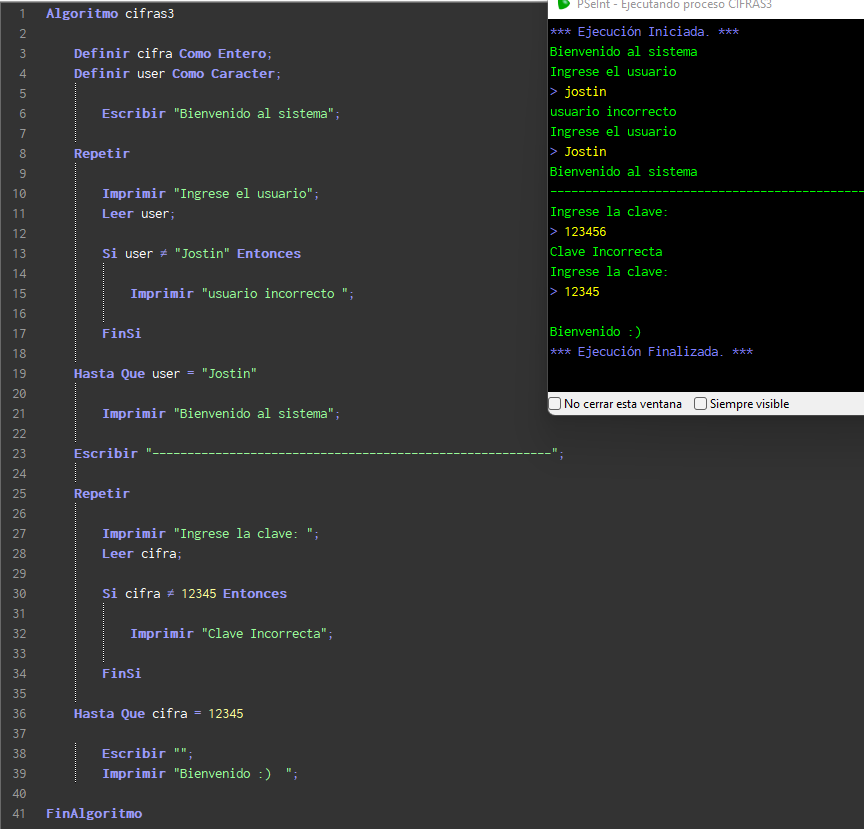 1 Algoritmo cifras3
2
3 Definir cifra Como Entero;
4 Definir user Como Caracter;
5
6 Escribir "Bienvenido al sistema";
7
8 Repetir
9
10 Imprimir "Ingrese el usuario";
11 Leer user;
12
13 Si user ≠ "Jostin" Entonces
14
15 Imprimir "usuario incorrecto ";
16
17 FinSi
18
19 Hasta Que user = "Jostin"
20
21 Imprimir "Bienvenido al sistema";
22
23 Escribir "---------------------------------------------------------";
24
25 Repetir
26
27 Imprimir "Ingrese la clave: ";
28 Leer cifra;
29
30 Si cifra ≠ 12345 Entonces
31
32 Imprimir "Clave Incorrecta";
33
34 FinSi
35
36 Hasta Que cifra = 12345
37
38 Escribir "";
39 Imprimir "Bienvenido :)  ";
40
41 FinAlgoritmo
PSeInt - Ejecutando proceso CIFRAS3
*** Ejecución Iniciada. ***
Bienvenido al sistema
Ingrese el usuario
> jostin
usuario incorrecto
Ingrese el usuario
> Jostin
Bienvenido al sistema
---------------------------------------------
Ingrese la clave:
> 123456
Clave Incorrecta
Ingrese la clave:
> 12345
Bienvenido :)
*** Ejecución Finalizada. ***
No cerrar esta ventana Siempre visible